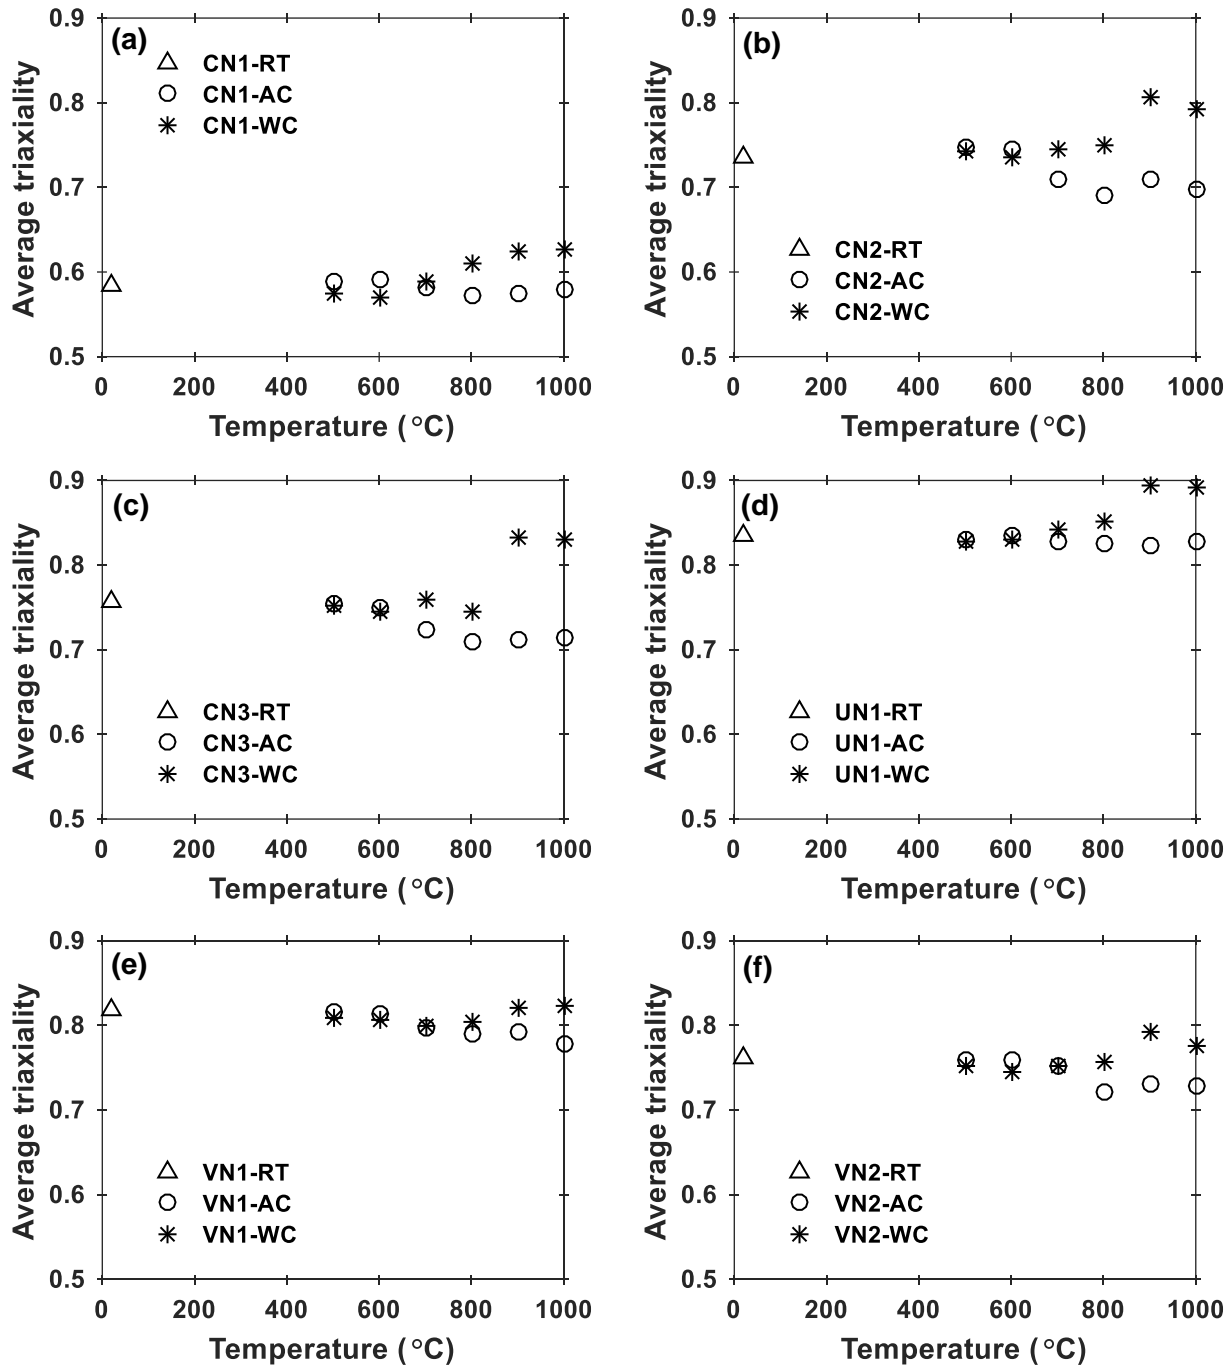 (a)
CN1-RT
CN1-AC
CN1-WC
Average triaxiality
0.9
0.8
0.7
0.6
0.5
0 200 400 600 800 1000
Temperature (°C)
(b)
CN2-RT
CN2-AC
CN2-WC
Average triaxiality
0.9
0.8
0.7
0.6
0.5
0 200 400 600 800 1000
Temperature (°C)
(c)
CN3-RT
CN3-AC
CN3-WC
Average triaxiality
0.9
0.8
0.7
0.6
0.5
0 200 400 600 800 1000
Temperature (°C)
(d)
UN1-RT
UN1-AC
UN1-WC
Average triaxiality
0.9
0.8
0.7
0.6
0.5
0 200 400 600 800 1000
Temperature (°C)
(e)
VN1-RT
VN1-AC
VN1-WC
Average triaxiality
0.9
0.8
0.7
0.6
0.5
0 200 400 600 800 1000
Temperature (°C)
(f)
VN2-RT
VN2-AC
VN2-WC
Average triaxiality
0.9
0.8
0.7
0.6
0.5
0 200 400 600 800 1000
Temperature (°C)